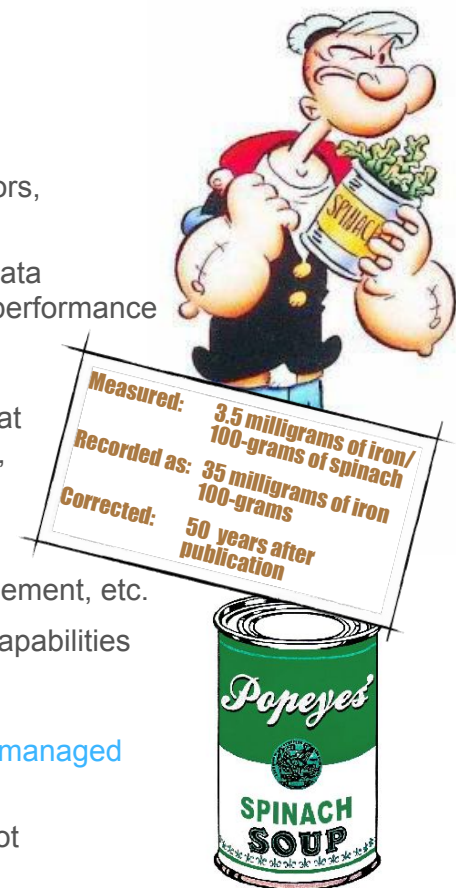 ors,
ata
performance
SPINACH
at
,
Measured: 3.5 milligrams of iron/
100-grams of spinach
Recorded as: 35 milligrams of iron
100-grams
Corrected: 50 years after
publication
ement, etc.
apabilities
managed
ot
Popeyes'
SPINACH
SOUP